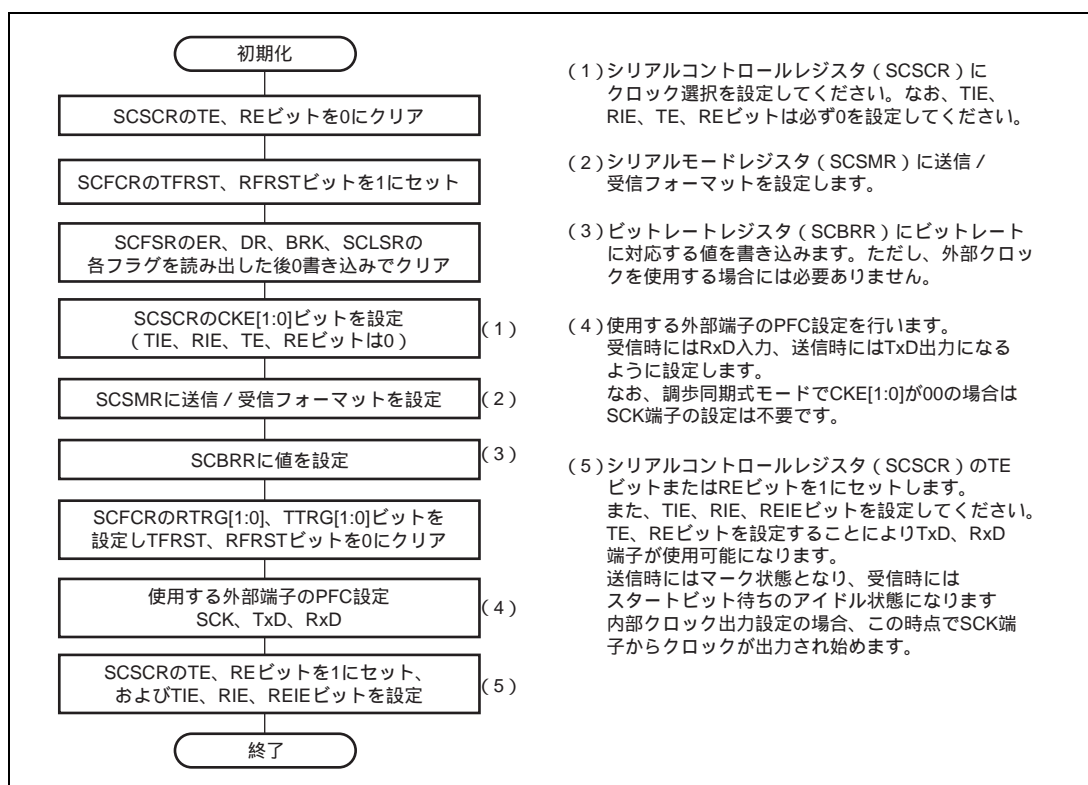 初期化
SCSCRのTE、REビットを0にクリア
SCFCRのTFRST、RFRSTビットを1にセット
SCFSRのER、DR、BRK、SCLSRの
各フラグを読み出した後0書き込みでクリア
SCSCRのCKE[1:0]ビットを設定
（TIE、RIE、TE、REビットは0）
（1）
SCSMRに送信／受信フォーマットを設定
（2）
SCBRRに値を設定
（3）
SCFCRのRTRG[1:0]、TTRG[1:0]ビットを
設定しTFRST、RFRSTビットを0にクリア
使用する外部端子のPFC設定
SCK、TxD、RxD
（4）
SCSCRのTE、REビットを1にセット、
およびTIE、RIE、REIEビットを設定
（5）
終了
（1）シリアルコントロールレジスタ（SCSCR）に
クロック選択を設定してください。なお、TIE、
RIE、TE、REビットは必ず0を設定してください。
（2）シリアルモードレジスタ（SCSMR）に送信／
受信フォーマットを設定します。
（3）ビットレートレジスタ（SCBRR）にビットレート
に対応する値を書き込みます。ただし、外部クロッ
クを使用する場合には必要ありません。
（4）使用する外部端子のPFC設定を行います。
受信時にはRxD入力、送信時にはTxD出力になる
ように設定します。
なお、調歩同期式モードでCKE[1:0]が00の場合は
SCK端子の設定は不要です。
（5）シリアルコントロールレジスタ（SCSCR）のTE
ビットまたはREビットを1にセットします。
また、TIE、RIE、REIEビットを設定してください。
TE、REビットを設定することによりTxD、RxD
端子が使用可能になります。
送信時にはマーク状態となり、受信時には
スタートビット待ちのアイドル状態になります
内部クロック出力設定の場合、この時点でSCK端
子からクロックが出力され始めます。